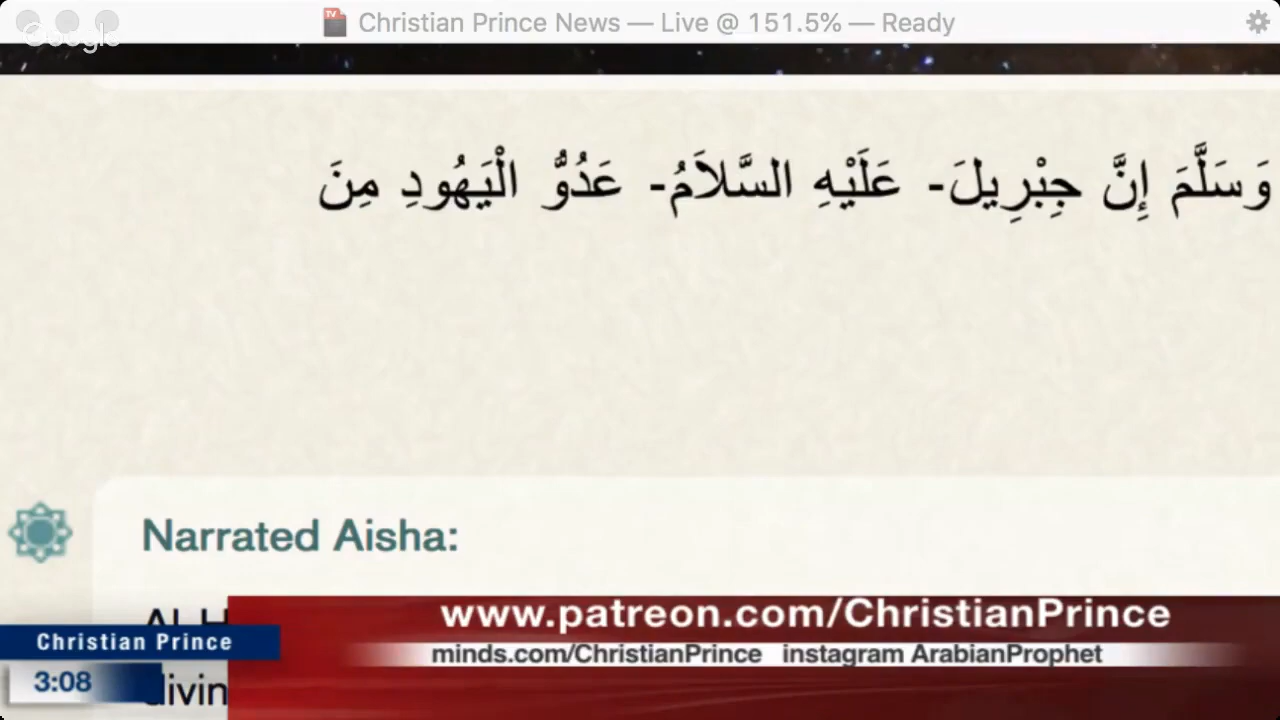 Christian Prince News — Live @ 151.5% — Ready
Google
وَسَلَّمَ إِنَّ جِبْرِيلَ- عَلَيْهِ السَّلاَمُ- عَدُوُّ الْيَهُودِ مِنَ
Narrated Aisha:
www.patreon.com/ChristianPrince
minds.com/ChristianPrince instagram ArabianProphet
Christian Prince
3:08